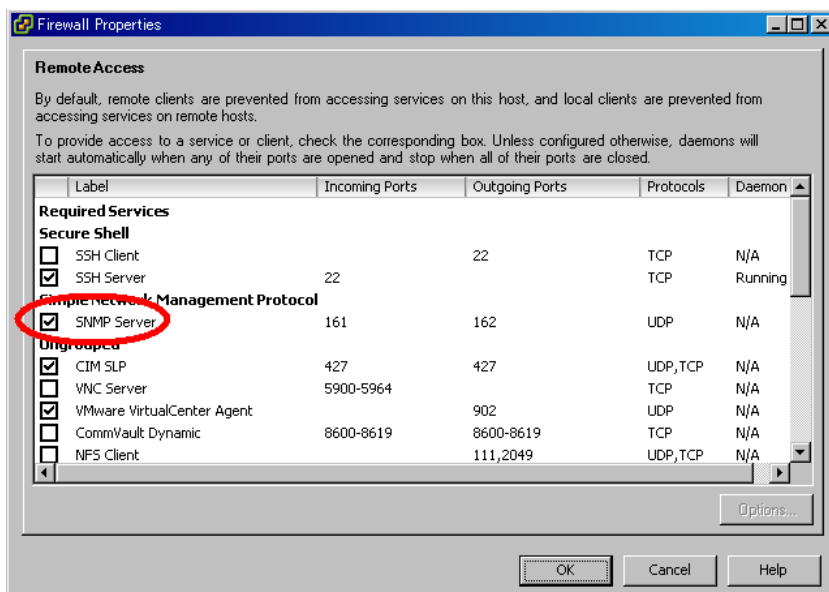 Firewall Properties
Remote Access
By default, remote clients are prevented from accessing services on this host, and local clients are prevented from
accessing services on remote hosts.
To provide access to a service or client, check the corresponding box. Unless configured otherwise, daemons will
start automatically when any of their ports are opened and stop when all of their ports are closed.
Label Incoming Ports Outgoing Ports Protocols Daemon
Required Services
Secure Shell
SSH Client 22 TCP N/A
SSH Server 22 TCP Running
Simple Network Management Protocol
SNMP Server 161 162 UDP N/A
Ungrouped
CIM SLP 427 427 UDP,TCP N/A
VNC Server 5900-5964 TCP N/A
VMware VirtualCenter Agent 902 UDP N/A
CommVault Dynamic 8600-8619 8600-8619 TCP N/A
NFS Client 111,2049 UDP,TCP N/A
Options...
OK Cancel Help